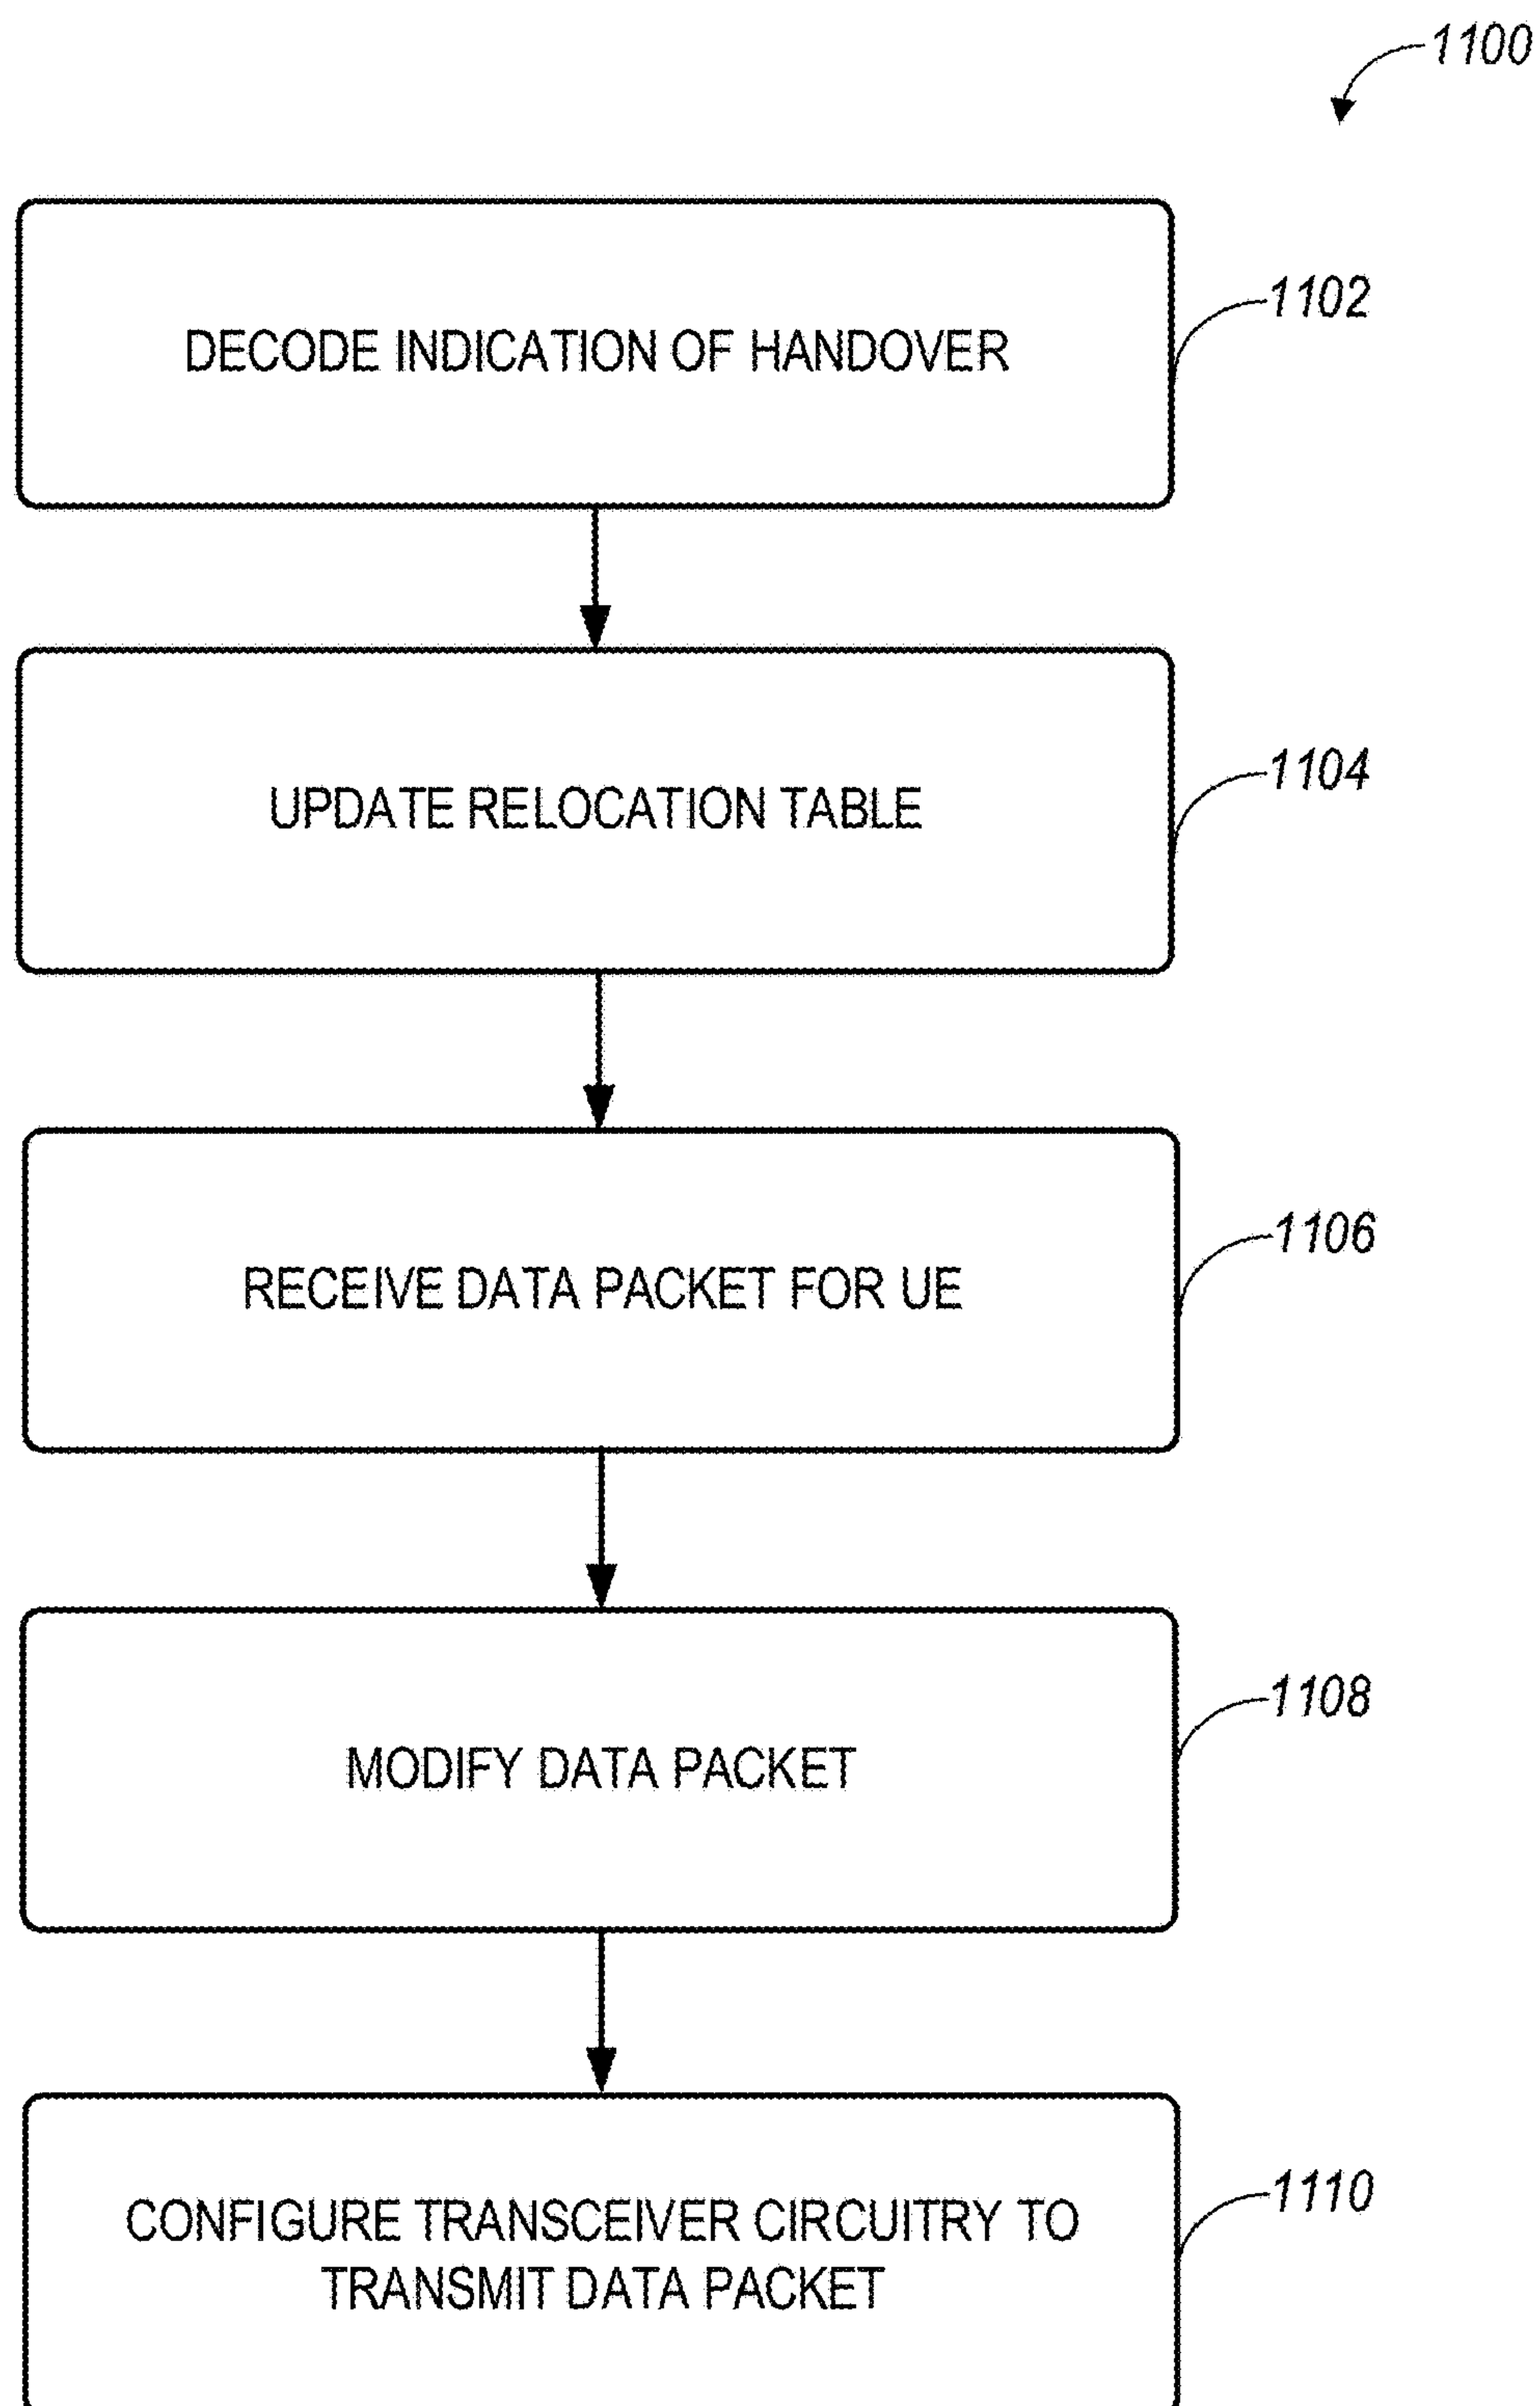 1100
DECODE INDICATION OF HANDOVER
1102
UPDATE RELOCATION TABLE
1104
RECEIVE DATA PACKET FOR UE
1106
MODIFY DATA PACKET
1108
CONFIGURE TRANSCEIVER CIRCUITRY TO
TRANSMIT DATA PACKET
1110